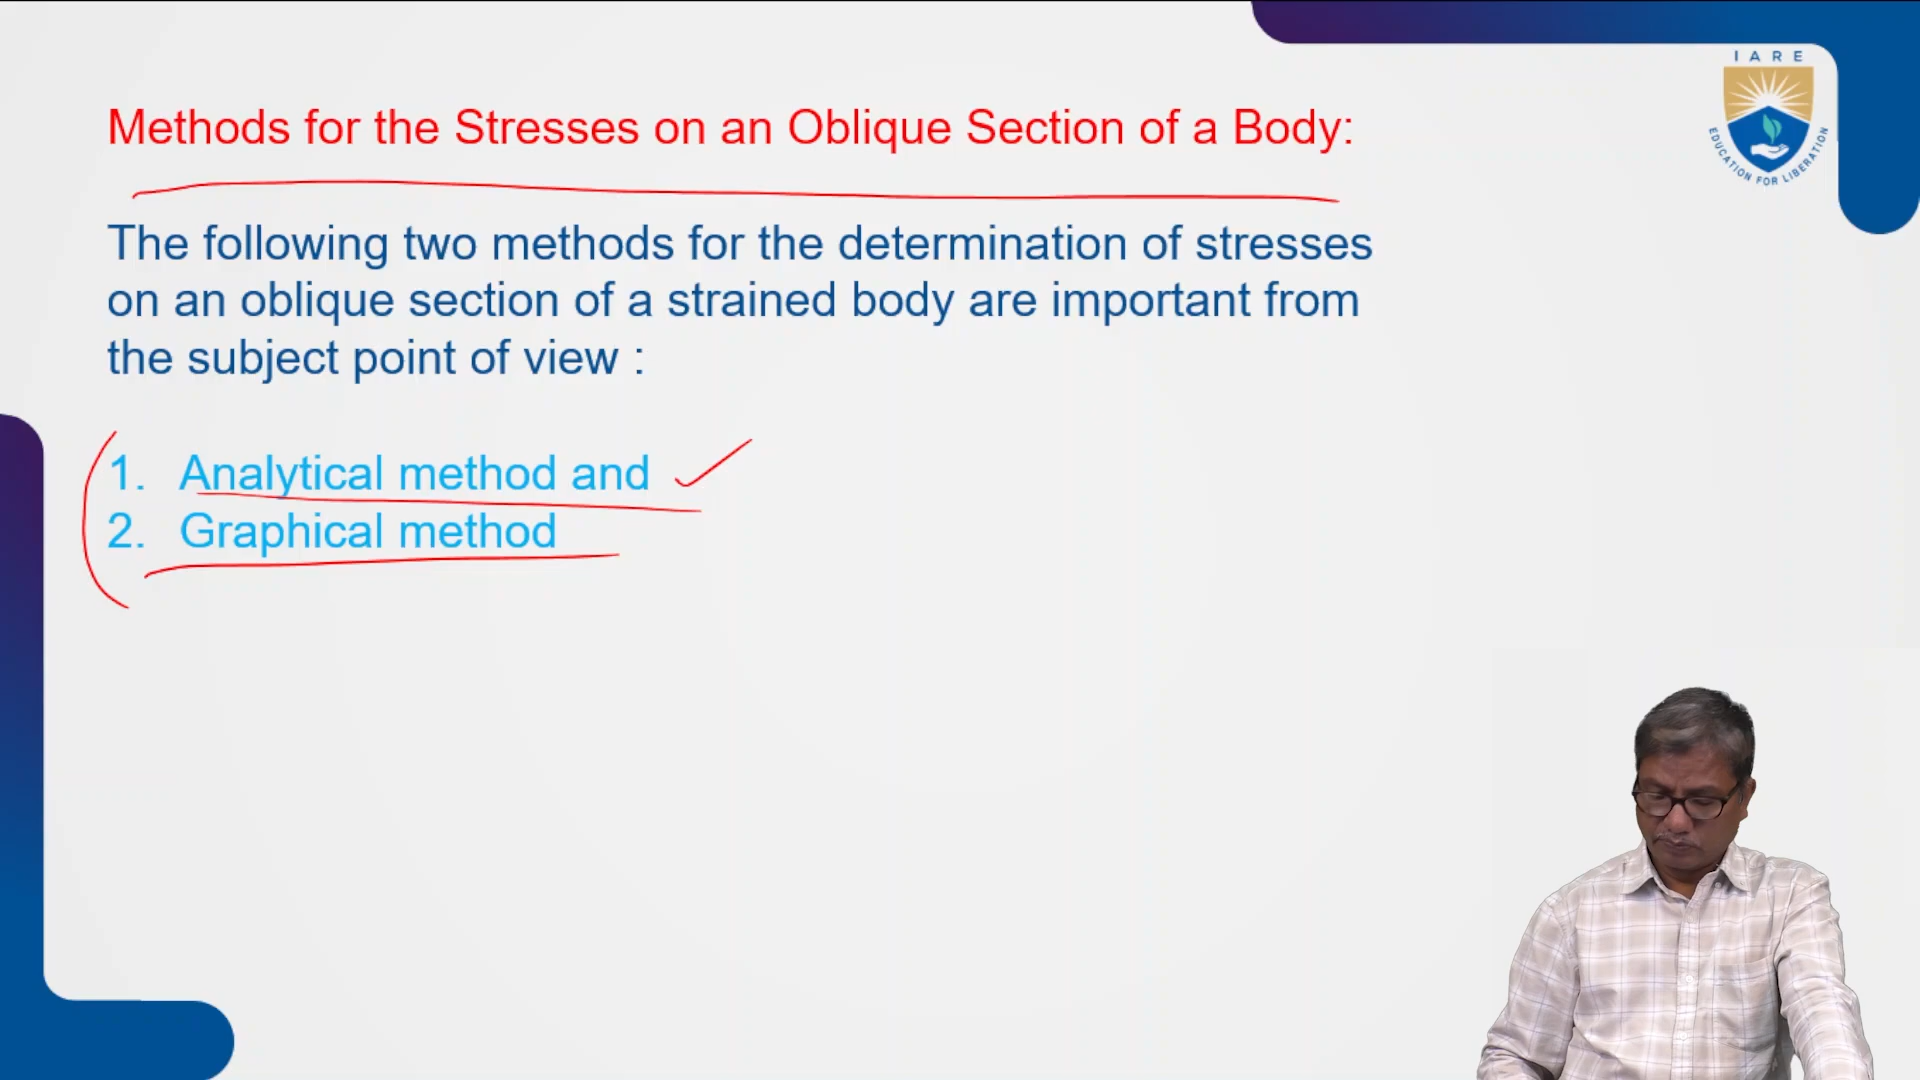 I A R E
EDUCATION FOR LIBERATION
Methods for the Stresses on an Oblique Section of a Body:
The following two methods for the determination of stresses
on an oblique section of a strained body are important from
the subject point of view :
1. Analytical method and
2. Graphical method